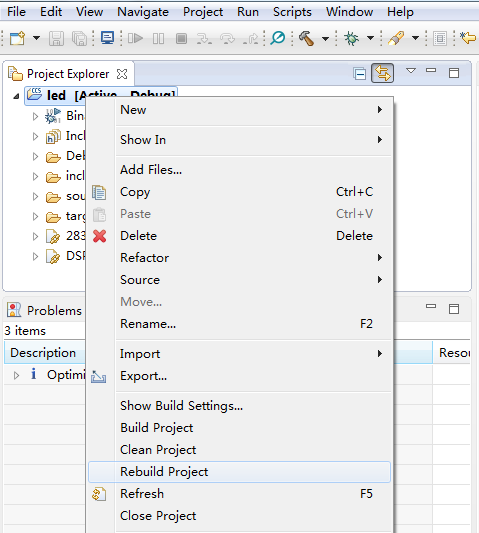 File Edit View Navigate Project Run Scripts Window Help
Project Explorer
led [Active - Debug]
Bina
Incl
Deb
incl
sou
targ
283
DSP
New
Show In
Add Files...
Copy Ctrl+C
Paste Ctrl+V
Delete Delete
Refactor
Source
Move...
Rename... F2
Import
Export...
Show Build Settings...
Build Project
Clean Project
Rebuild Project
Refresh F5
Close Project
Problems
3 items
Description Resou
Optimi